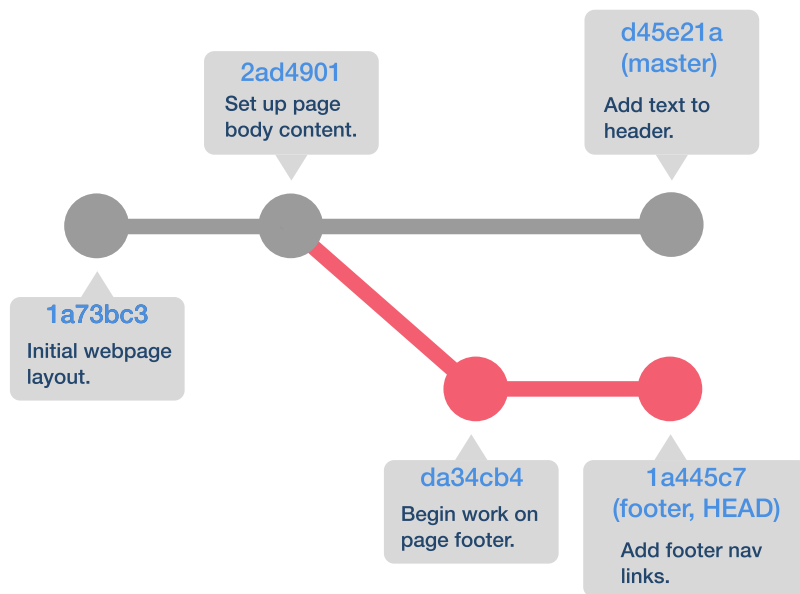 2ad4901
Set up page
body content.
d45e21a
(master)
Add text to
header.
1a73bc3
Initial webpage
layout.
da34cb4
Begin work on
page footer.
1a445c7
(footer, HEAD)
Add footer nav
links.